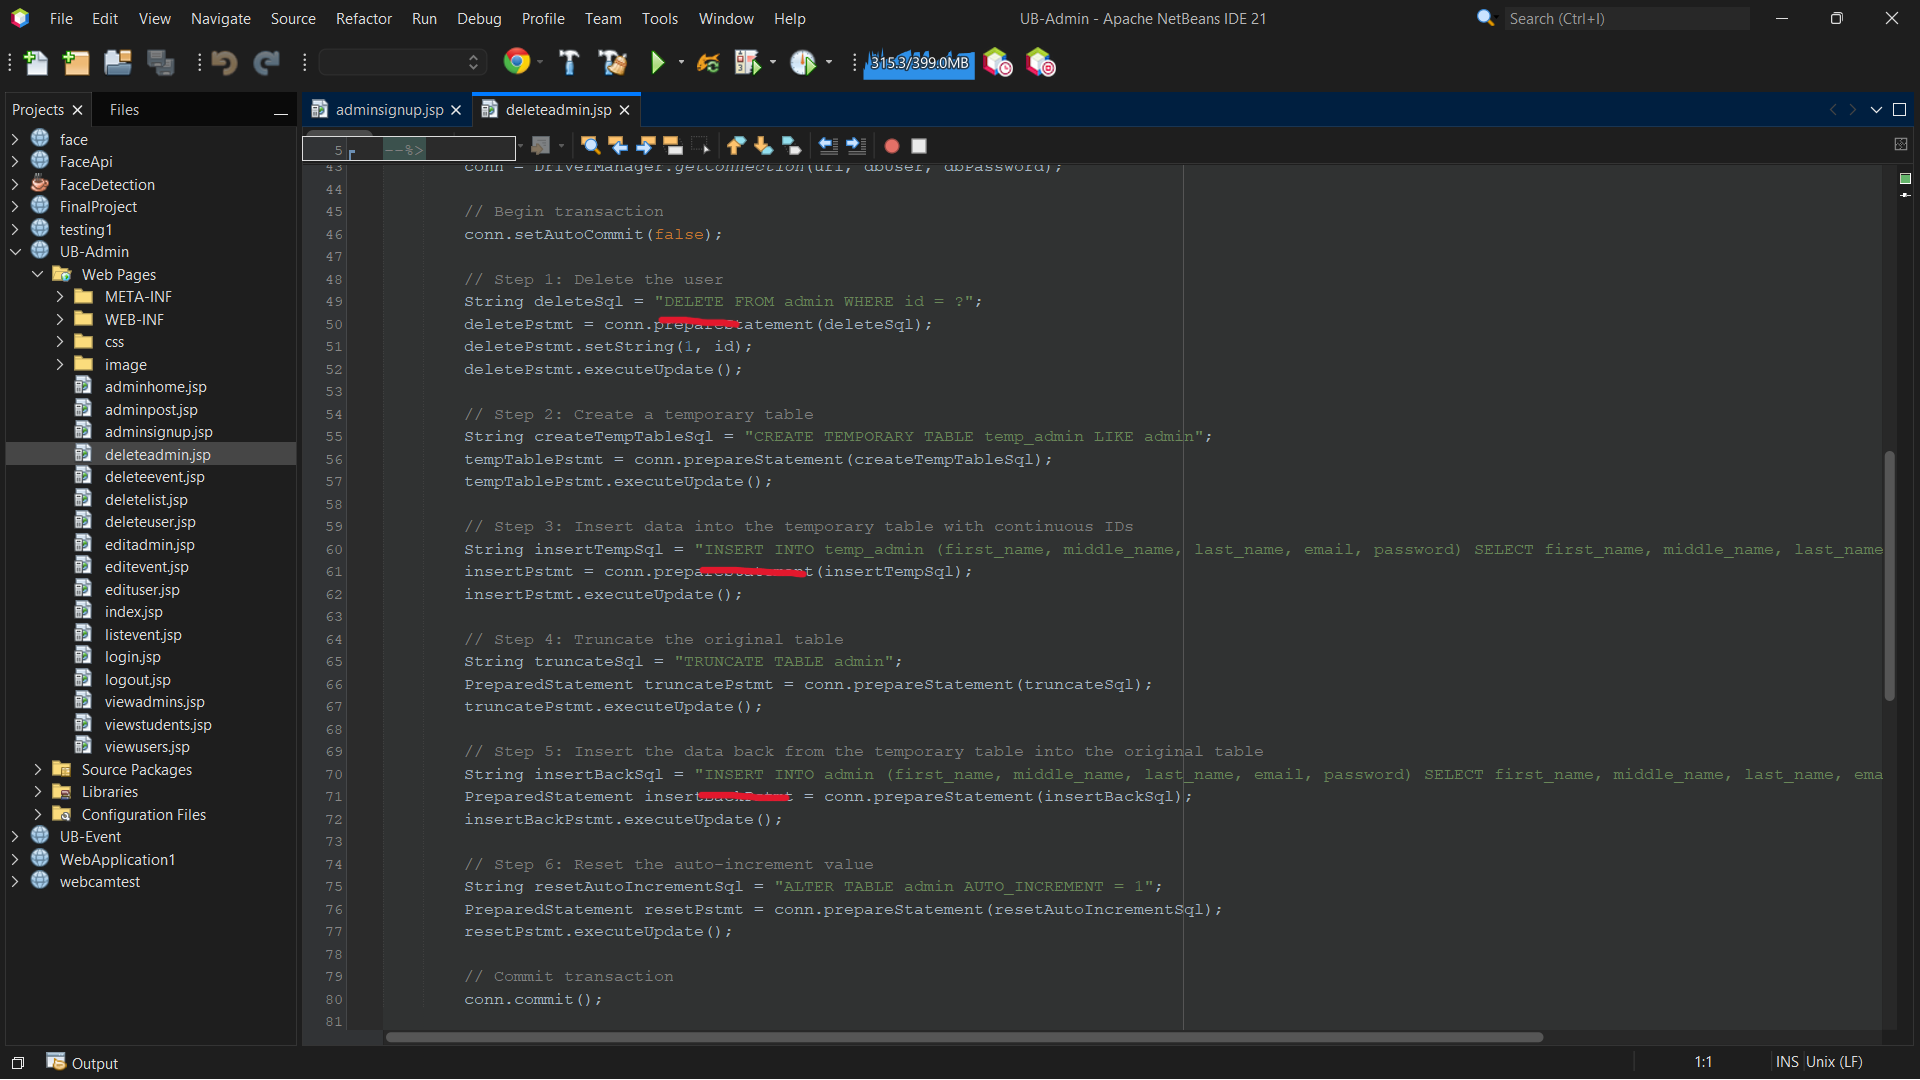 File Edit View Navigate Source Refactor Run Debug Profile Team Tools Window Help UB-Admin - Apache NetBeans IDE 21 Search (Ctrl+I)
315.3/399.0MB
Projects Files adminsignup.jsp deleteadmin.jsp
face
FaceApi
FaceDetection
FinalProject
testing1
UB-Admin
Web Pages
META-INF
WEB-INF
css
image
adminhome.jsp
adminpost.jsp
adminsignup.jsp
deleteadmin.jsp
deleteevent.jsp
deletelist.jsp
deleteuser.jsp
editadmin.jsp
editevent.jsp
edituser.jsp
index.jsp
listevent.jsp
login.jsp
logout.jsp
viewadmins.jsp
viewstudents.jsp
viewusers.jsp
Source Packages
Libraries
Configuration Files
UB-Event
WebApplication1
webcamtest
5 --%>
43 conn = DriverManager.getConnection(url, dbUser, dbPassword);
44
45 // Begin transaction
46 conn.setAutoCommit(false);
47
48 // Step 1: Delete the user
49 String deleteSql = "DELETE FROM admin WHERE id = ?";
50 deletePstmt = conn.prepareStatement(deleteSql);
51 deletePstmt.setString(1, id);
52 deletePstmt.executeUpdate();
53
54 // Step 2: Create a temporary table
55 String createTempTableSql = "CREATE TEMPORARY TABLE temp_admin LIKE admin";
56 tempTablePstmt = conn.prepareStatement(createTempTableSql);
57 tempTablePstmt.executeUpdate();
58
59 // Step 3: Insert data into the temporary table with continuous IDs
60 String insertTempSql = "INSERT INTO temp_admin (first_name, middle_name, last_name, email, password) SELECT first_name, middle_name, last_name
61 insertPstmt = conn.prepareStatement(insertTempSql);
62 insertPstmt.executeUpdate();
63
64 // Step 4: Truncate the original table
65 String truncateSql = "TRUNCATE TABLE admin";
66 PreparedStatement truncatePstmt = conn.prepareStatement(truncateSql);
67 truncatePstmt.executeUpdate();
68
69 // Step 5: Insert the data back from the temporary table into the original table
70 String insertBackSql = "INSERT INTO admin (first_name, middle_name, last_name, email, password) SELECT first_name, middle_name, last_name, ema
71 PreparedStatement insertBackPstmt = conn.prepareStatement(insertBackSql);
72 insertBackPstmt.executeUpdate();
73
74 // Step 6: Reset the auto-increment value
75 String resetAutoIncrementSql = "ALTER TABLE admin AUTO_INCREMENT = 1";
76 PreparedStatement resetPstmt = conn.prepareStatement(resetAutoIncrementSql);
77 resetPstmt.executeUpdate();
78
79 // Commit transaction
80 conn.commit();
81
Output 1:1 INS Unix (LF)